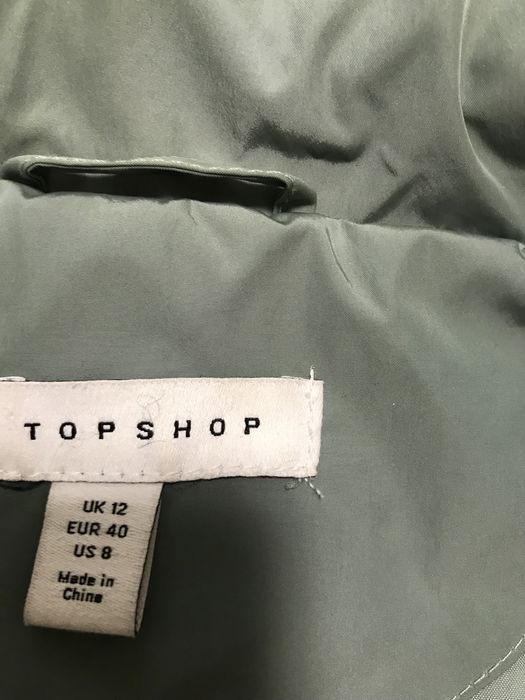 TOPSHOP
UK 12
EUR 40
US 8
Made in
China